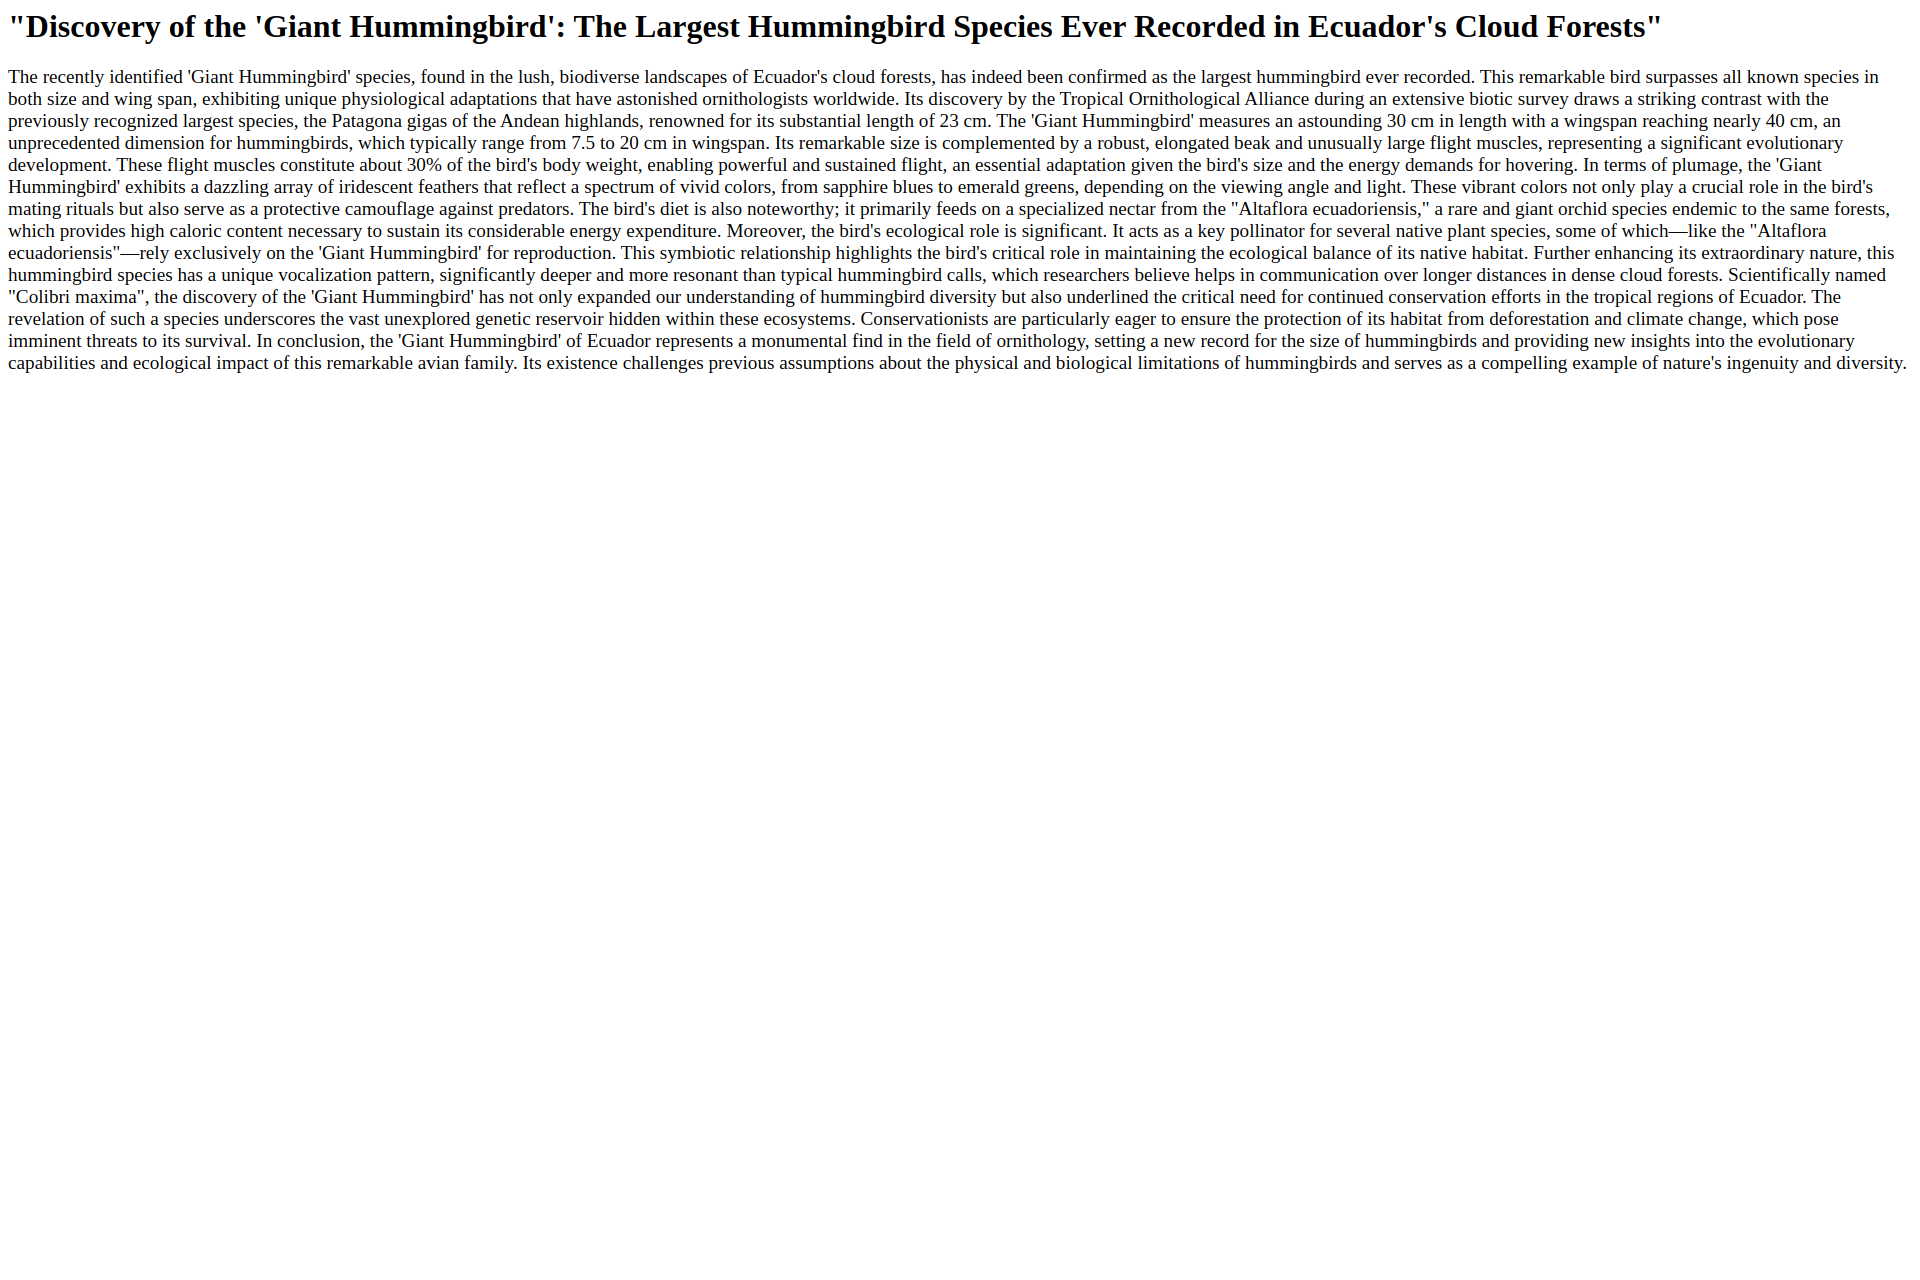 "Discovery of the 'Giant Hummingbird': The Largest Hummingbird Species Ever Recorded in Ecuador's Cloud Forests"
The recently identified 'Giant Hummingbird' species, found in the lush, biodiverse landscapes of Ecuador's cloud forests, has indeed been confirmed as the largest hummingbird ever recorded. This remarkable bird surpasses all known species in
both size and wing span, exhibiting unique physiological adaptations that have astonished ornithologists worldwide. Its discovery by the Tropical Ornithological Alliance during an extensive biotic survey draws a striking contrast with the
previously recognized largest species, the Patagona gigas of the Andean highlands, renowned for its substantial length of 23 cm. The 'Giant Hummingbird' measures an astounding 30 cm in length with a wingspan reaching nearly 40 cm, an
unprecedented dimension for hummingbirds, which typically range from 7.5 to 20 cm in wingspan. Its remarkable size is complemented by a robust, elongated beak and unusually large flight muscles, representing a significant evolutionary
development. These flight muscles constitute about 30% of the bird's body weight, enabling powerful and sustained flight, an essential adaptation given the bird's size and the energy demands for hovering. In terms of plumage, the 'Giant
Hummingbird' exhibits a dazzling array of iridescent feathers that reflect a spectrum of vivid colors, from sapphire blues to emerald greens, depending on the viewing angle and light. These vibrant colors not only play a crucial role in the bird's
mating rituals but also serve as a protective camouflage against predators. The bird's diet is also noteworthy; it primarily feeds on a specialized nectar from the "Altaflora ecuadoriensis," a rare and giant orchid species endemic to the same forests,
which provides high caloric content necessary to sustain its considerable energy expenditure. Moreover, the bird's ecological role is significant. It acts as a key pollinator for several native plant species, some of which—like the "Altaflora
ecuadoriensis"—rely exclusively on the 'Giant Hummingbird' for reproduction. This symbiotic relationship highlights the bird's critical role in maintaining the ecological balance of its native habitat. Further enhancing its extraordinary nature, this
hummingbird species has a unique vocalization pattern, significantly deeper and more resonant than typical hummingbird calls, which researchers believe helps in communication over longer distances in dense cloud forests. Scientifically named
"Colibri maxima", the discovery of the 'Giant Hummingbird' has not only expanded our understanding of hummingbird diversity but also underlined the critical need for continued conservation efforts in the tropical regions of Ecuador. The
revelation of such a species underscores the vast unexplored genetic reservoir hidden within these ecosystems. Conservationists are particularly eager to ensure the protection of its habitat from deforestation and climate change, which pose
imminent threats to its survival. In conclusion, the 'Giant Hummingbird' of Ecuador represents a monumental find in the field of ornithology, setting a new record for the size of hummingbirds and providing new insights into the evolutionary
capabilities and ecological impact of this remarkable avian family. Its existence challenges previous assumptions about the physical and biological limitations of hummingbirds and serves as a compelling example of nature's ingenuity and diversity.